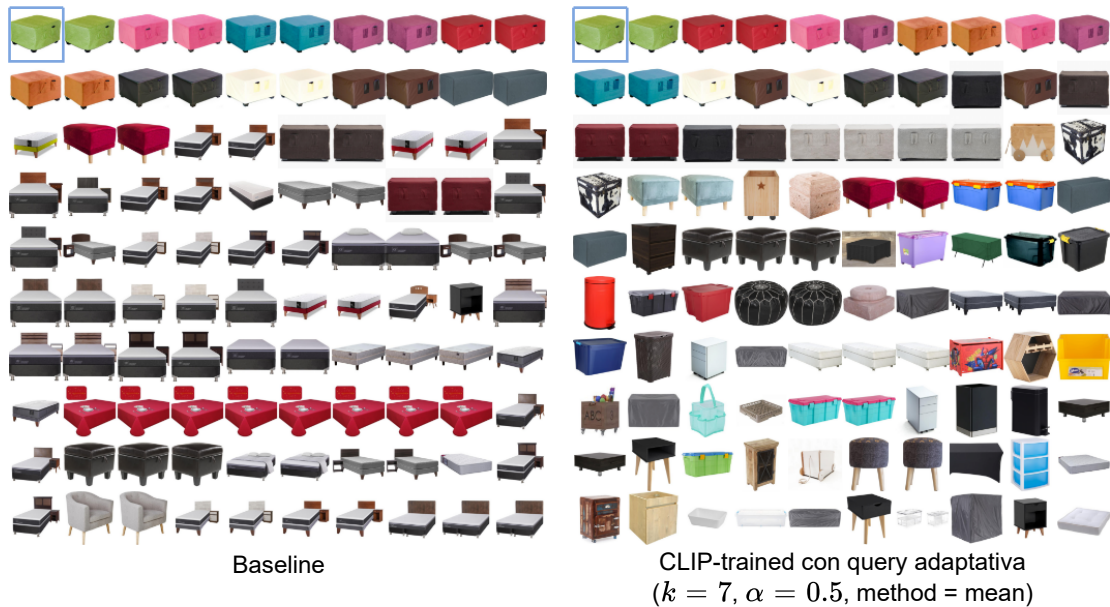 Baseline
CLIP-trained con query adaptativa
(k = 7, α = 0.5, method = mean)